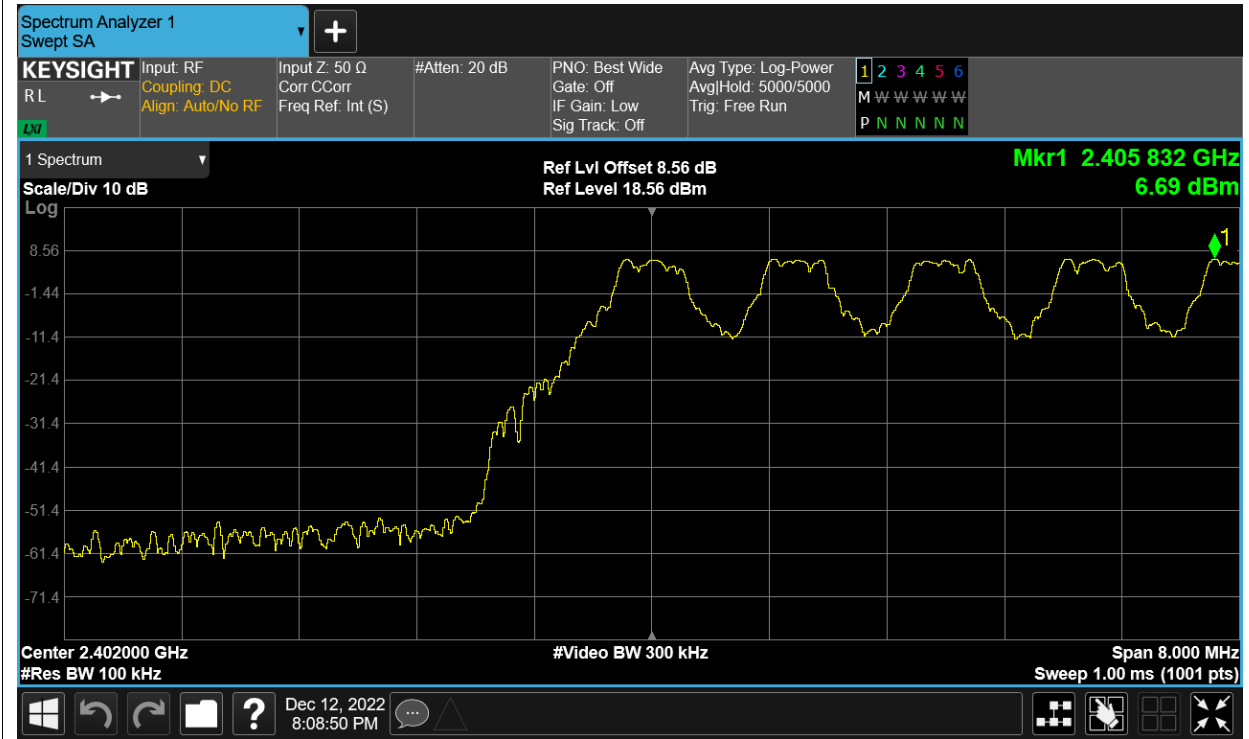 Spectrum Analyzer 1
Swept SA
+
KEYSIGHT
R L
LXI
Input: RF
Coupling: DC
Align: Auto/No RF
Input Z: 50 Ω
Corr CCorr
Freq Ref: Int (S)
#Atten: 20 dB
PNO: Best Wide
Gate: Off
IF Gain: Low
Sig Track: Off
Avg Type: Log-Power
Avg|Hold: 5000/5000
Trig: Free Run
1 2 3 4 5 6
M W W W W W
P N N N N N
1 Spectrum
Scale/Div 10 dB
Log
Ref Lvl Offset 8.56 dB
Ref Level 18.56 dBm
Mkr1 2.405 832 GHz
6.69 dBm
1
8.56
-1.44
-11.4
-21.4
-31.4
-41.4
-51.4
-61.4
-71.4
Center 2.402000 GHz
#Res BW 100 kHz
#Video BW 300 kHz
Span 8.000 MHz
Sweep 1.00 ms (1001 pts)
?
Dec 12, 2022
8:08:50 PM